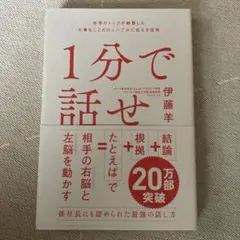 世界のトップが絶賛した
大事なことだけシンプルに伝える技術
1分で
話せ
伊藤 羊一
結論
+
根拠
+
「たとえば」で
=
相手の右脳と
左脳を動かす
20万部
突破
孫社長にも認められた最強の話し方